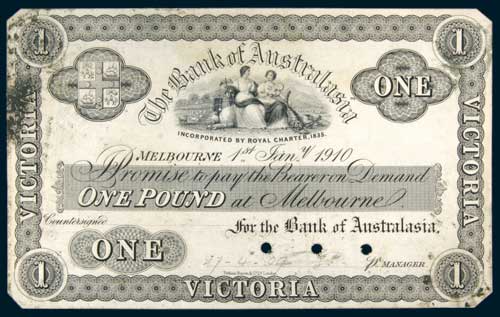 1 1
The Bank of Australasia
ONE
INCORPORATED BY ROYAL CHARTER, 1835.
MELBOURNE 1st Jany 1910
Promise to pay the Bearer on Demand
ONE POUND at Melbourne
Countersigned
For the Bank of Australasia,
ONE
Pr. MANAGER.
VICTORIA
VICTORIA
VICTORIA
1 1